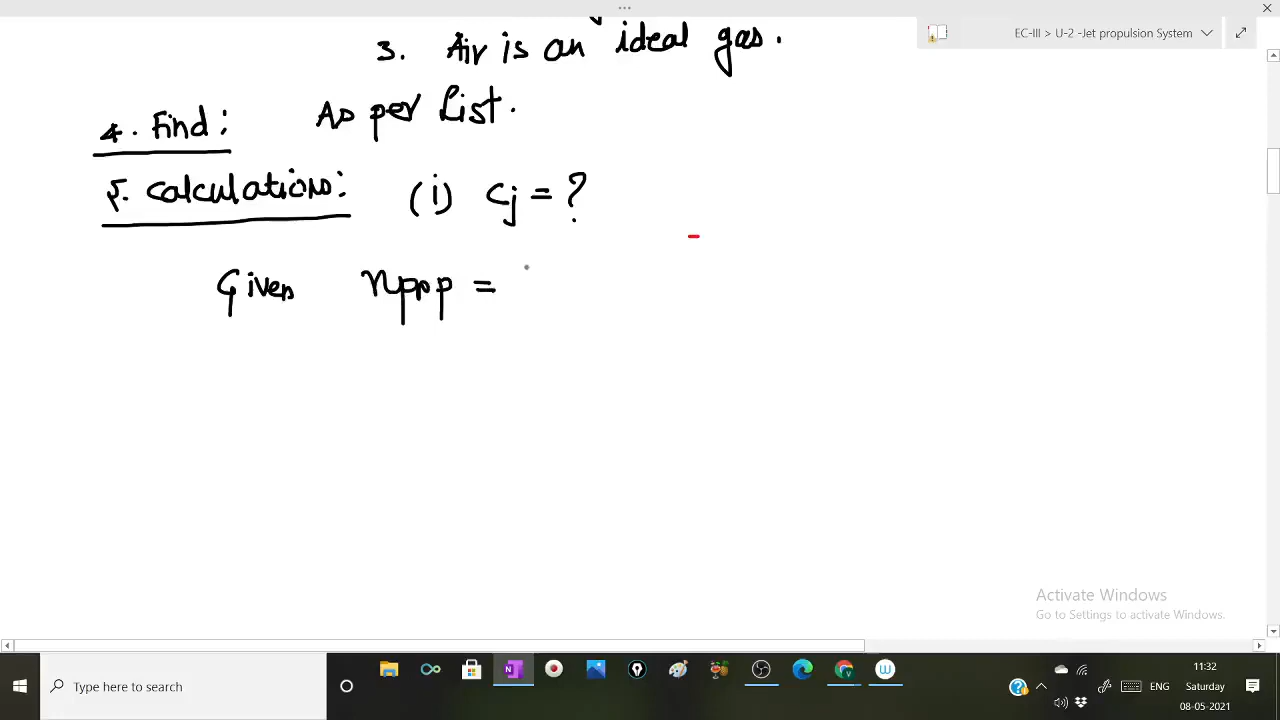 EC-III > U-2 -Jet propulsion System
3. Air is an ideal gas.
4. Find: As per List.
5. Calculations: (i) Cj = ?
Given ηprop =
Activate Windows
Go to Settings to activate Windows.
Type here to search
ENG
11:32
Saturday
08-05-2021